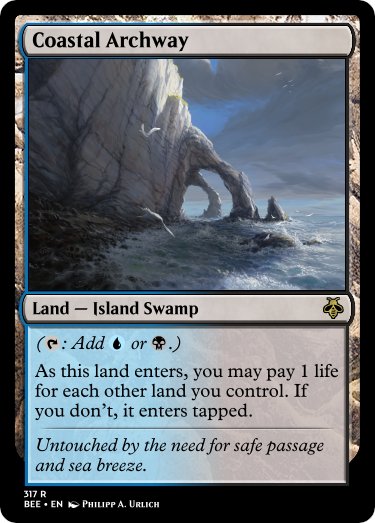 Coastal Archway
Land — Island Swamp
(: Add or .)
As this land enters, you may pay 1 life
for each other land you control. If
you don't, it enters tapped.
Untouched by the need for safe passage
and sea breeze.
317 R
BEE • EN Philipp A. Urlich